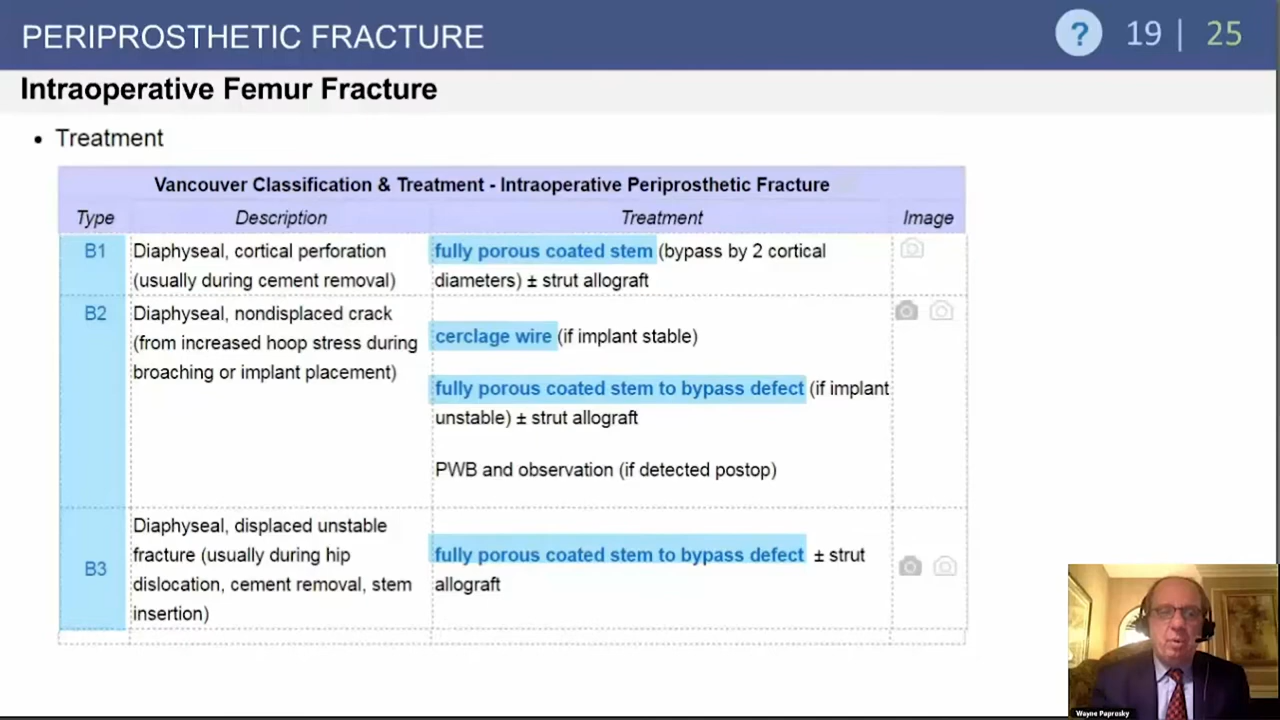 PERIPROSTHETIC FRACTURE
? 19 | 25
Intraoperative Femur Fracture
• Treatment
Vancouver Classification & Treatment - Intraoperative Periprosthetic Fracture
Type Description Treatment Image
B1
Diaphyseal, cortical perforation
(usually during cement removal)
fully porous coated stem (bypass by 2 cortical
diameters) ± strut allograft
B2
Diaphyseal, nondisplaced crack
(from increased hoop stress during
broaching or implant placement)
cerclage wire (if implant stable)
fully porous coated stem to bypass defect (if implant
unstable) ± strut allograft
PWB and observation (if detected postop)
B3
Diaphyseal, displaced unstable
fracture (usually during hip
dislocation, cement removal, stem
insertion)
fully porous coated stem to bypass defect ± strut
allograft
Wayne Paprosky